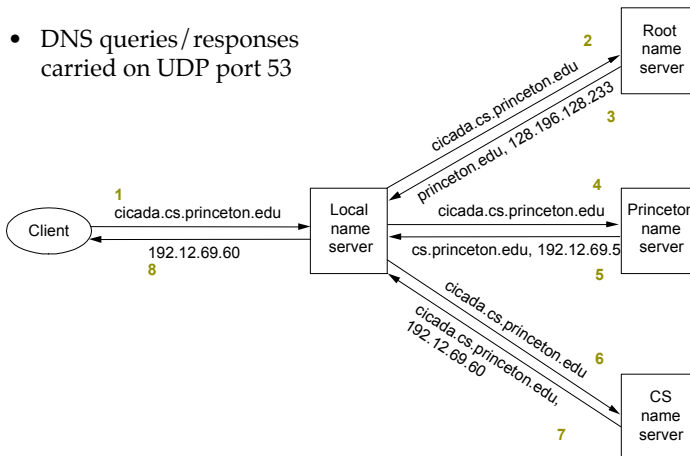 • DNS queries/responses
carried on UDP port 53
2
Root
name
server
cicada.cs.princeton.edu
princeton.edu, 128.196.128.233
3
1
4
cicada.cs.princeton.edu
Client
192.12.69.60
8
Local
name
server
cicada.cs.princeton.edu
cs.princeton.edu, 192.12.69.5
Princeton
name
server
5
cicada.cs.princeton.edu
cicada.cs.princeton.edu,
192.12.69.60
6
7
CS
name
server